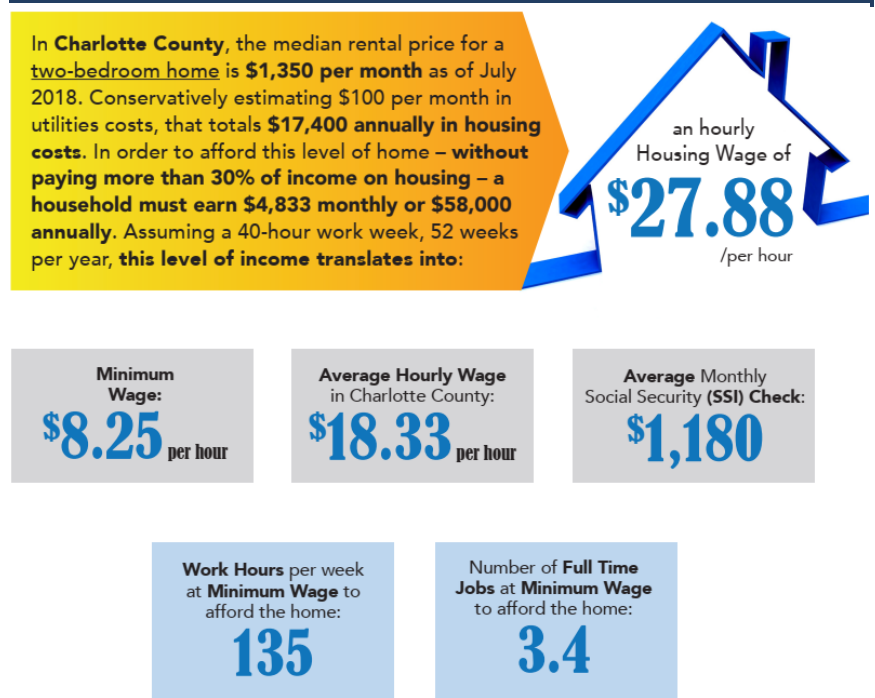 In Charlotte County, the median rental price for a
two-bedroom home is $1,350 per month as of July
2018. Conservatively estimating $100 per month in
utilities costs, that totals $17,400 annually in housing
costs. In order to afford this level of home – without
paying more than 30% of income on housing – a
household must earn $4,833 monthly or $58,000
annually. Assuming a 40-hour work week, 52 weeks
per year, this level of income translates into:
an hourly
Housing Wage of
$27.88
/per hour
Minimum
Wage:
$8.25 per hour
Average Hourly Wage
in Charlotte County:
$18.33 per hour
Average Monthly
Social Security (SSI) Check:
$1,180
Work Hours per week
at Minimum Wage to
afford the home:
135
Number of Full Time
Jobs at Minimum Wage
to afford the home:
3.4